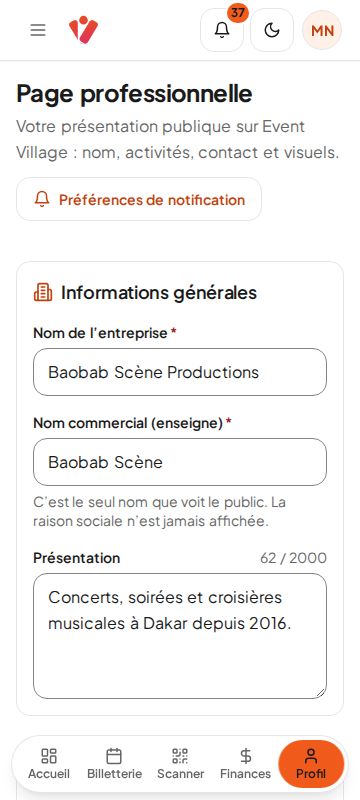 37
MN
Page professionnelle
Votre présentation publique sur Event
Village : nom, activités, contact et visuels.
Préférences de notification
Informations générales
Nom de l’entreprise *
Baobab Scène Productions
Nom commercial (enseigne) *
Baobab Scène
C’est le seul nom que voit le public. La
raison sociale n’est jamais affichée.
Présentation 62 / 2000
Concerts, soirées et croisières
musicales à Dakar depuis 2016.
Accueil Billetterie Scanner Finances Profil